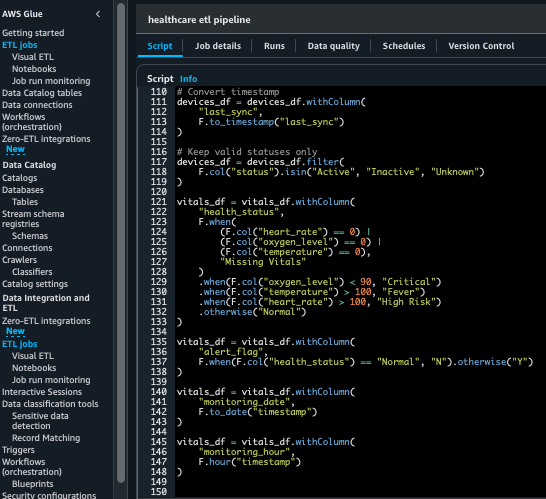 AWS Glue
Getting started
ETL jobs
Visual ETL
Notebooks
Job run monitoring
Data Catalog tables
Data connections
Workflows
(orchestration)
Zero-ETL integrations
New
Data Catalog
Catalogs
Databases
Tables
Stream schema
registries
Schemas
Connections
Crawlers
Classifiers
Catalog settings
Data Integration and
ETL
Zero-ETL integrations
New
ETL jobs
Visual ETL
Notebooks
Job run monitoring
Interactive Sessions
Data classification tools
Sensitive data
detection
Record Matching
Triggers
Workflows
(orchestration)
Blueprints
Security configurations
healthcare etl pipeline
Script
Job details
Runs
Data quality
Schedules
Version Control
Script Info
110 # Convert timestamp
111 devices_df = devices_df.withColumn(
112     "last_sync",
113     F.to_timestamp("last_sync")
114 )
115
116 # Keep valid statuses only
117 devices_df = devices_df.filter(
118     F.col("status").isin("Active", "Inactive", "Unknown")
119 )
120
121 vitals_df = vitals_df.withColumn(
122     "health_status",
123     F.when(
124         (F.col("heart_rate") == 0) |
125         (F.col("oxygen_level") == 0) |
126         (F.col("temperature") == 0),
127         "Missing Vitals"
128     )
129     .when(F.col("oxygen_level") < 90, "Critical")
130     .when(F.col("temperature") > 100, "Fever")
131     .when(F.col("heart_rate") > 100, "High Risk")
132     .otherwise("Normal")
133 )
134
135 vitals_df = vitals_df.withColumn(
136     "alert_flag",
137     F.when(F.col("health_status") == "Normal", "N").otherwise("Y")
138 )
139
140 vitals_df = vitals_df.withColumn(
141     "monitoring_date",
142     F.to_date("timestamp")
143 )
144
145 vitals_df = vitals_df.withColumn(
146     "monitoring_hour",
147     F.hour("timestamp")
148 )
149
150